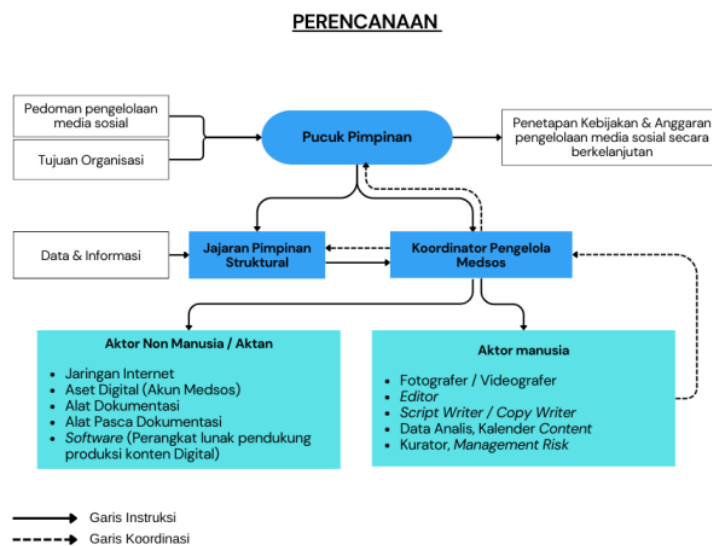 PERENCANAAN
Pedoman pengelolaan
media sosial
Tujuan Organisasi
Pucuk Pimpinan
Penetapan Kebijakan & Anggaran
pengelolaan media sosial secara
berkelanjutan
Data & Informasi
Jajaran Pimpinan
Struktural
Koordinator Pengelola
Medsos
Aktor Non Manusia / Aktan
• Jaringan Internet
• Aset Digital (Akun Medsos)
• Alat Dokumentasi
• Alat Pasca Dokumentasi
• Software (Perangkat lunak pendukung
produksi konten Digital)
Aktor manusia
• Fotografer / Videografer
• Editor
• Script Writer / Copy Writer
• Data Analis, Kalender Content
• Kurator, Management Risk
Garis Instruksi
Garis Koordinasi